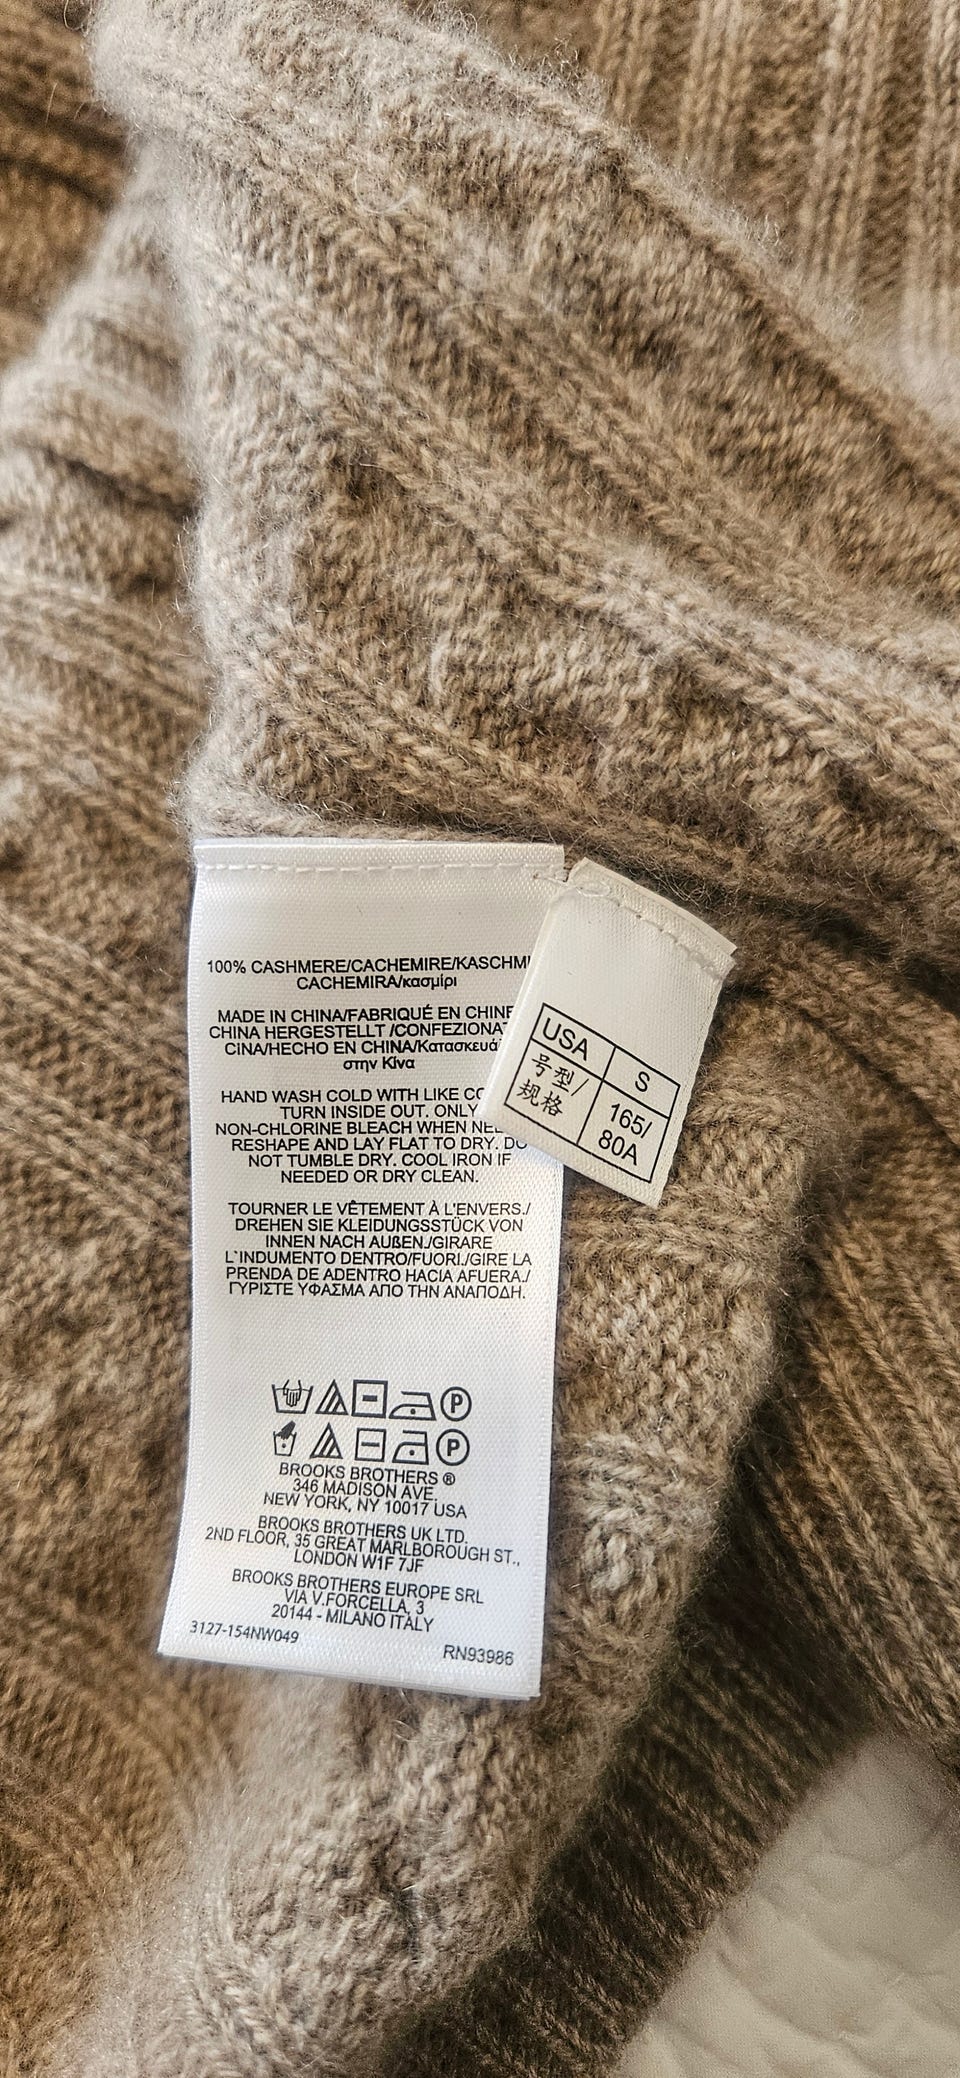 100% CASHMERE/CACHEMIRE/KASCHMI
CACHEMIRA/κασμίρι
MADE IN CHINA/FABRIQUÉ EN CHINE
CHINA HERGESTELLT /CONFEZIONAT
CINA/HECHO EN CHINA/Κατασκευά
στην Κίνα
HAND WASH COLD WITH LIKE CO
TURN INSIDE OUT. ONLY
NON-CHLORINE BLEACH WHEN NEE
RESHAPE AND LAY FLAT TO DRY. DO
NOT TUMBLE DRY. COOL IRON IF
NEEDED OR DRY CLEAN.
TOURNER LE VÊTEMENT À L'ENVERS./
DREHEN SIE KLEIDUNGSSTÜCK VON
INNEN NACH AUßEN./GIRARE
L`INDUMENTO DENTRO/FUORI./GIRE LA
PRENDA DE ADENTRO HACIA AFUERA./
ΓΥΡΙΣΤΕ ΥΦΑΣΜΑ ΑΠΟ ΤΗΝ ΑΝΑΠΟΔΗ.
P
P
BROOKS BROTHERS ®
346 MADISON AVE.
NEW YORK, NY 10017 USA
BROOKS BROTHERS UK LTD.
2ND FLOOR, 35 GREAT MARLBOROUGH ST.,
LONDON W1F 7JF
BROOKS BROTHERS EUROPE SRL
VIA V.FORCELLA, 3
20144 - MILANO ITALY
3127-154NW049
RN93986
USA S
号型/ 165/
规格 80A